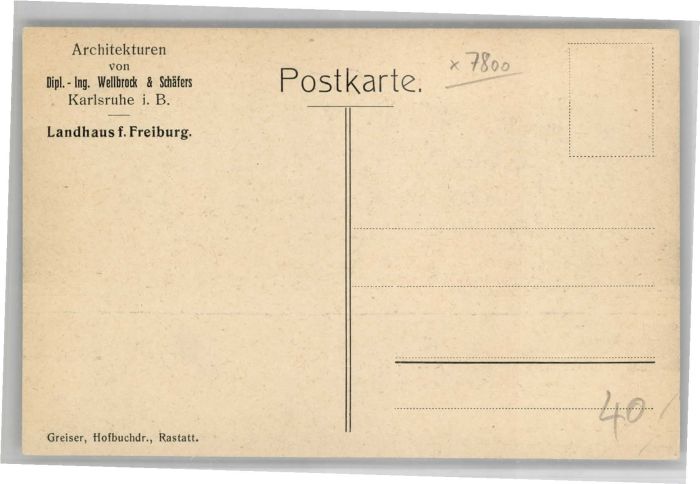 Architekturen
von
Dipl.-Ing. Wellbrock & Schäfers
Karlsruhe i. B.
Landhaus f. Freiburg.
Postkarte.
x 7800
40
Greiser, Hofbuchdr., Rastatt.